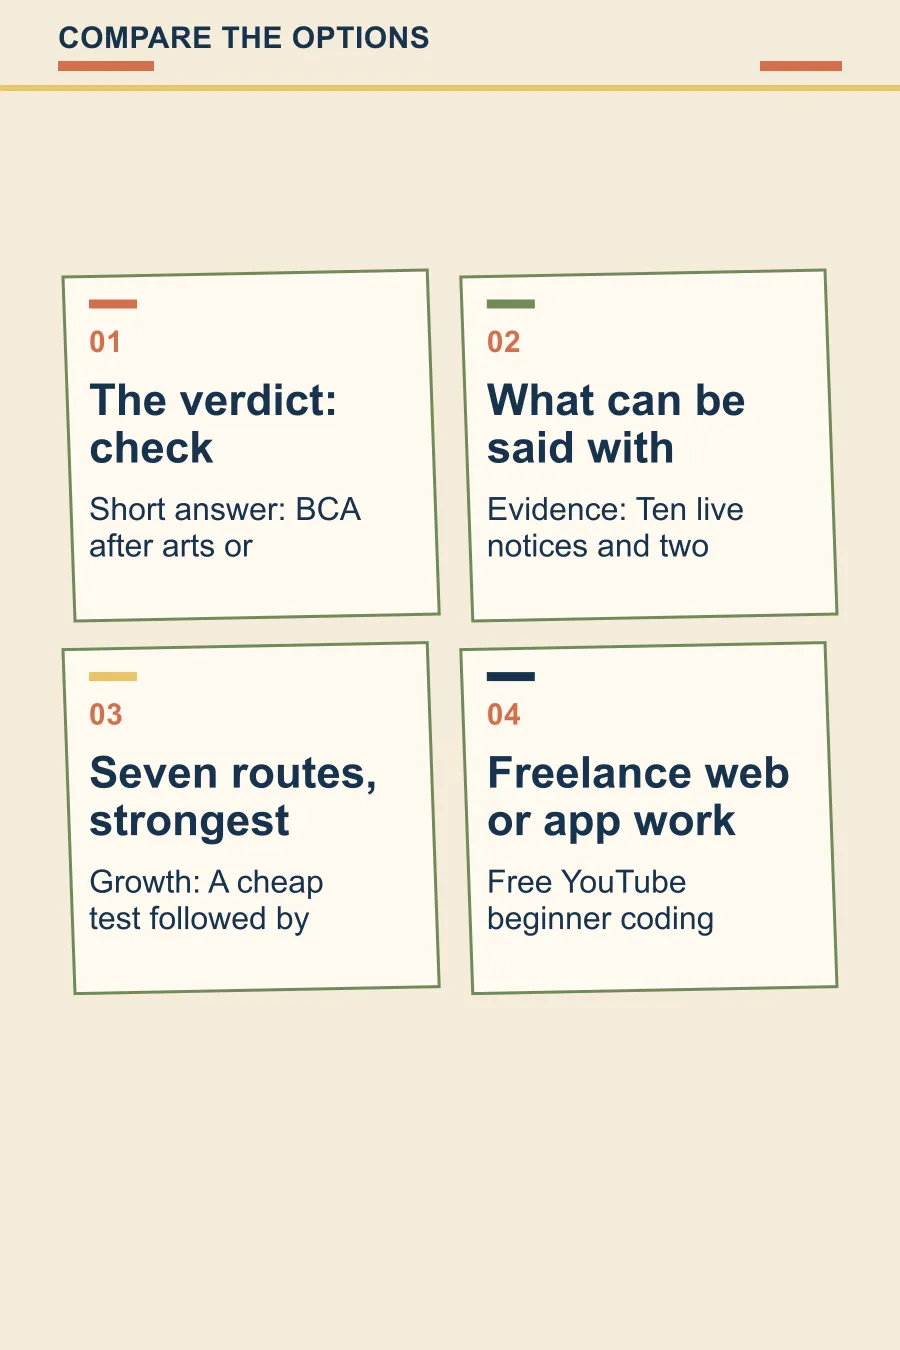 COMPARE THE OPTIONS
01
The verdict:
check
Short answer: BCA
after arts or
02
What can be
said with
Evidence: Ten live
notices and two
03
Seven routes,
strongest
Growth: A cheap
test followed by
04
Freelance web
or app work
Free YouTube
beginner coding